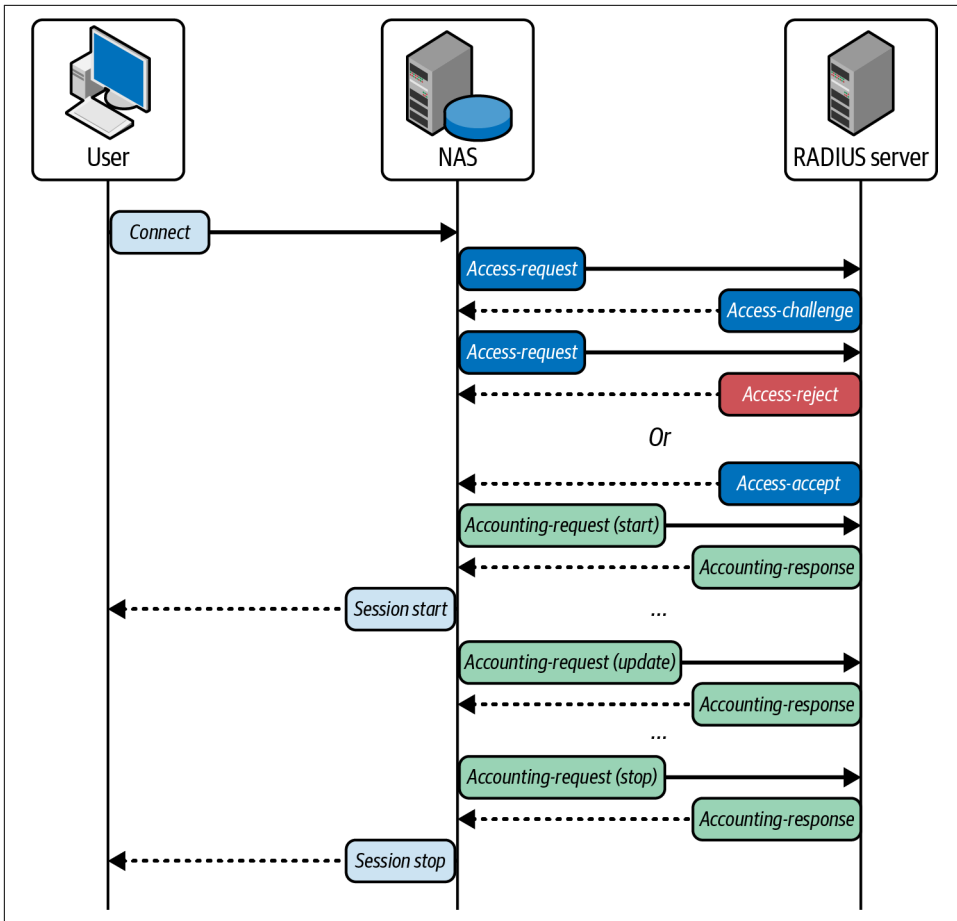 User
NAS
RADIUS server
Connect
Access-request
Access-challenge
Access-request
Access-reject
Or
Access-accept
Accounting-request (start)
Accounting-response
Session start
...
Accounting-request (update)
Accounting-response
...
Accounting-request (stop)
Accounting-response
Session stop